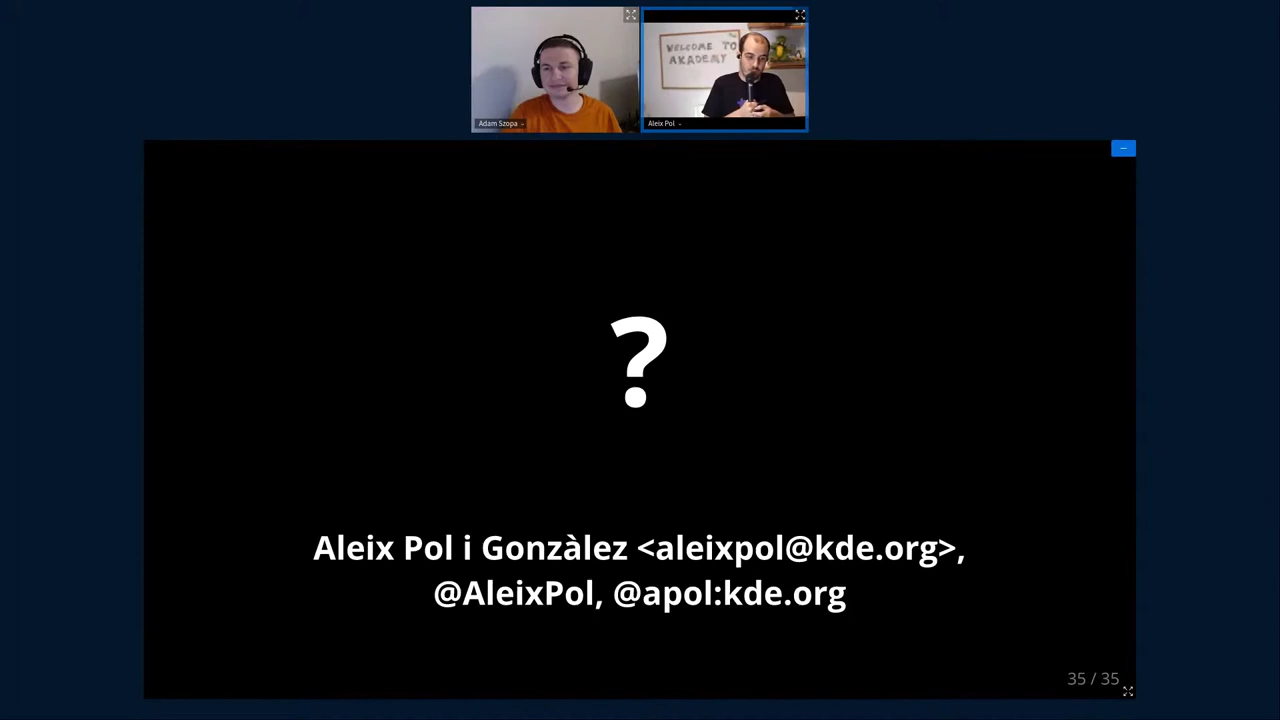 WELCOME TO
AKADEMY
Adam Szopa
Aleix Pol
?
Aleix Pol i Gonzàlez <aleixpol@kde.org>,
@AleixPol, @apol:kde.org
35 / 35